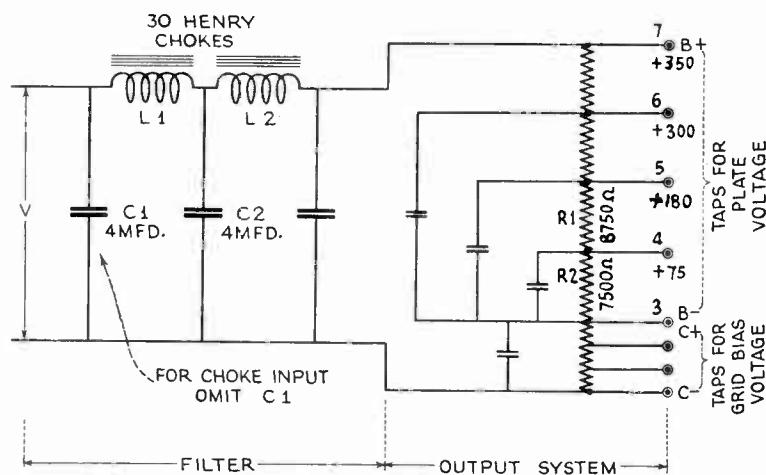 30 HENRY
CHOKES
L1
L2
V
C1
4MFD.
C2
4MFD.
FOR CHOKE INPUT
OMIT C1
FILTER
OUTPUT SYSTEM
R1
8750Ω
R2
7500Ω
7
B+
+350
6
+300
5
+180
4
+75
3
B-
C+
C-
TAPS FOR
PLATE
VOLTAGE
TAPS FOR
GRID BIAS
VOLTAGE